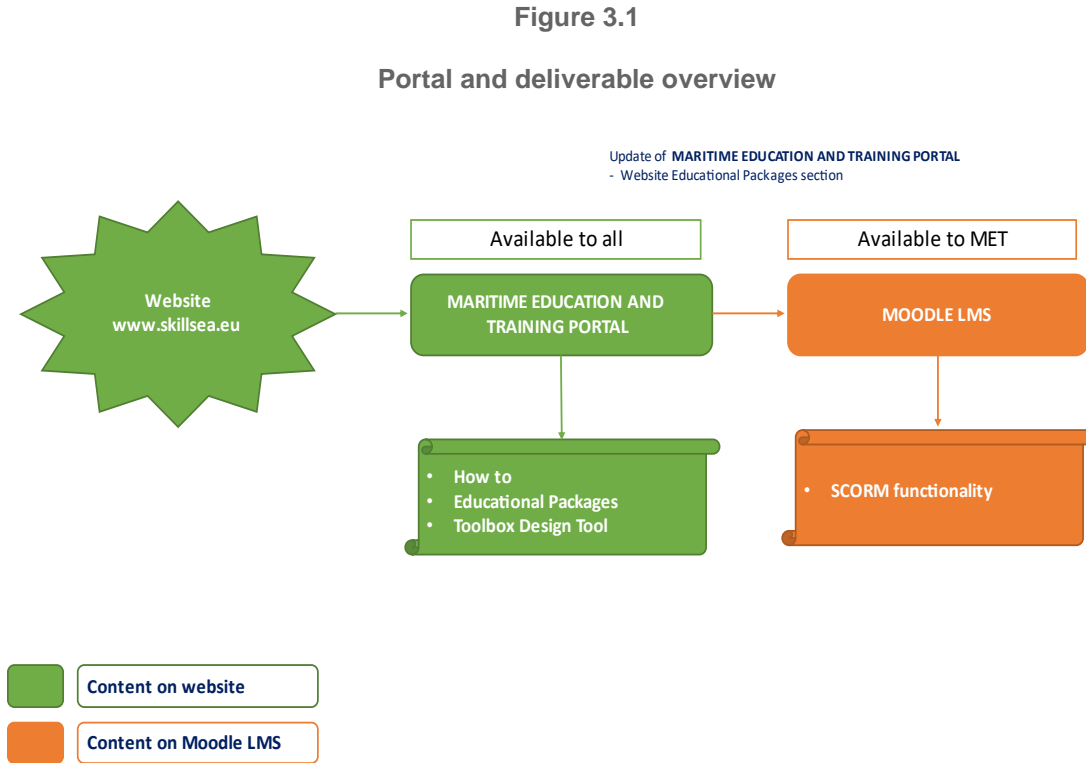 Figure 3.1
Portal and deliverable overview
Update of MARITIME EDUCATION AND TRAINING PORTAL
- Website Educational Packages section
Available to all
Available to MET
Website
www.skillsea.eu
MARITIME EDUCATION AND
TRAINING PORTAL
MOODLE LMS
• How to
• Educational Packages
• Toolbox Design Tool
• SCORM functionality
Content on website
Content on Moodle LMS